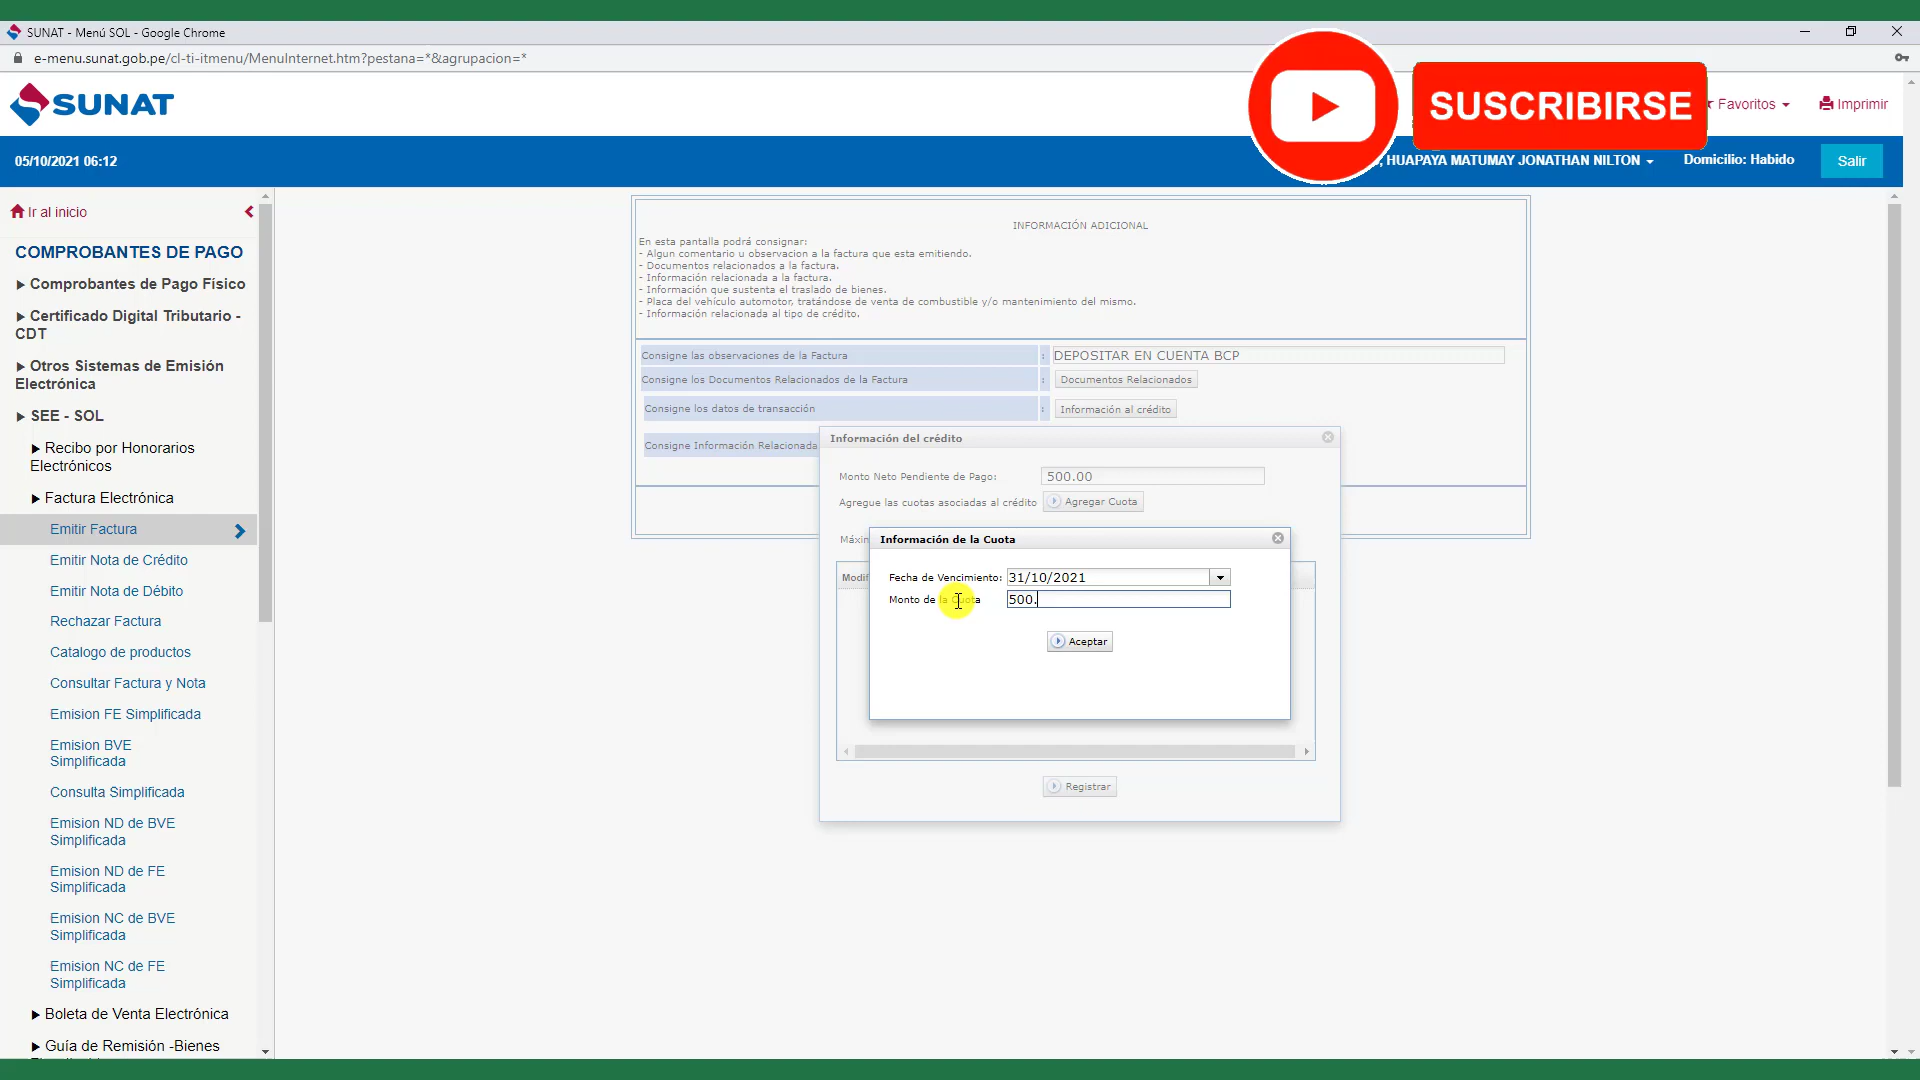 SUNAT - Menú SOL - Google Chrome
e-menu.sunat.gob.pe/cl-ti-itmenu/MenuInternet.htm?pestana=*&agrupacion=*
SUNAT
SUSCRIBIRSE
Favoritos
Imprimir
05/10/2021 06:12
, HUAPAYA MATUMAY JONATHAN NILTON
Domicilio: Habido
Salir
Ir al inicio
COMPROBANTES DE PAGO
Comprobantes de Pago Físico
Certificado Digital Tributario -
CDT
Otros Sistemas de Emisión
Electrónica
SEE - SOL
Recibo por Honorarios
Electrónicos
Factura Electrónica
Emitir Factura
Emitir Nota de Crédito
Emitir Nota de Débito
Rechazar Factura
Catalogo de productos
Consultar Factura y Nota
Emision FE Simplificada
Emision BVE
Simplificada
Consulta Simplificada
Emision ND de BVE
Simplificada
Emision ND de FE
Simplificada
Emision NC de BVE
Simplificada
Emision NC de FE
Simplificada
Boleta de Venta Electrónica
Guía de Remisión -Bienes
INFORMACIÓN ADICIONAL
En esta pantalla podrá consignar:
- Algun comentario u observacion a la factura que esta emitiendo.
- Documentos relacionados a la factura.
- Información relacionada a la factura.
- Información que sustenta el traslado de bienes.
- Placa del vehículo automotor, tratándose de venta de combustible y/o mantenimiento del mismo.
- Información relacionada al tipo de crédito.
Consigne las observaciones de la Factura : DEPOSITAR EN CUENTA BCP
Consigne los Documentos Relacionados de la Factura : Documentos Relacionados
Consigne los datos de transacción : Información al crédito
Consigne Información Relacionada
Información del crédito
Monto Neto Pendiente de Pago: 500.00
Agregue las cuotas asociadas al crédito Agregar Cuota
Máxim
Modif
Información de la Cuota
Fecha de Vencimiento: 31/10/2021
Monto de la Cuota 500.
Aceptar
Registrar